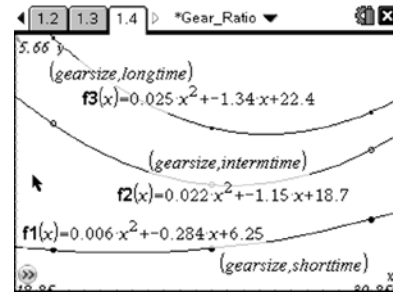 1.2 1.3 1.4 *Gear_Ratio
5.66 y
(gearsize,longtime)
f3(x)=0.025·x²+-1.34·x+22.4
(gearsize,intermtime)
f2(x)=0.022·x²+-1.15·x+18.7
f1(x)=0.006·x²+-0.284·x+6.25
(gearsize,shorttime)
x